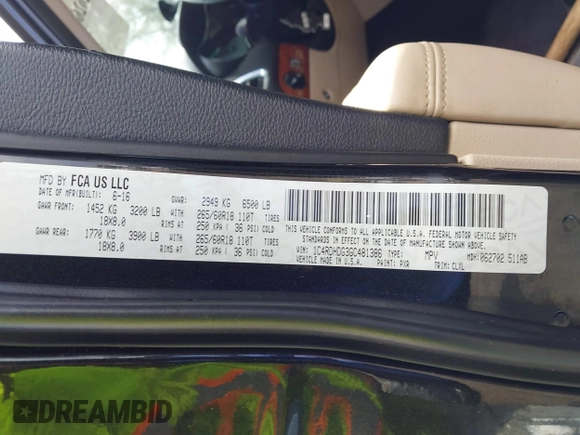 MFD BY FCA US LLC
DATE OF MFR(BUILT): 6-16 GVWR: 2949 KG 6500 LB
GAWR FRONT: 1452 KG 3200 LB WITH 265/60R18 110T TIRES
18X8.0 RIMS AT 250 KPA ( 36 PSI) COLD
GAWR REAR: 1770 KG 3900 LB WITH 265/60R18 110T TIRES
18X8.0 RIMS AT 250 KPA ( 36 PSI) COLD
THIS VEHICLE CONFORMS TO ALL APPLICABLE U.S.A. FEDERAL MOTOR VEHICLE SAFETY
STANDARDS IN EFFECT ON THE DATE OF MANUFACTURE SHOWN ABOVE.
VIN: 1C4RDHDG3GC481386 TYPE: MPV MDH: 062702 511AB
VEHICLE MADE IN U.S.A. PAINT: PXR TRIM: CLXL
DREAMBID